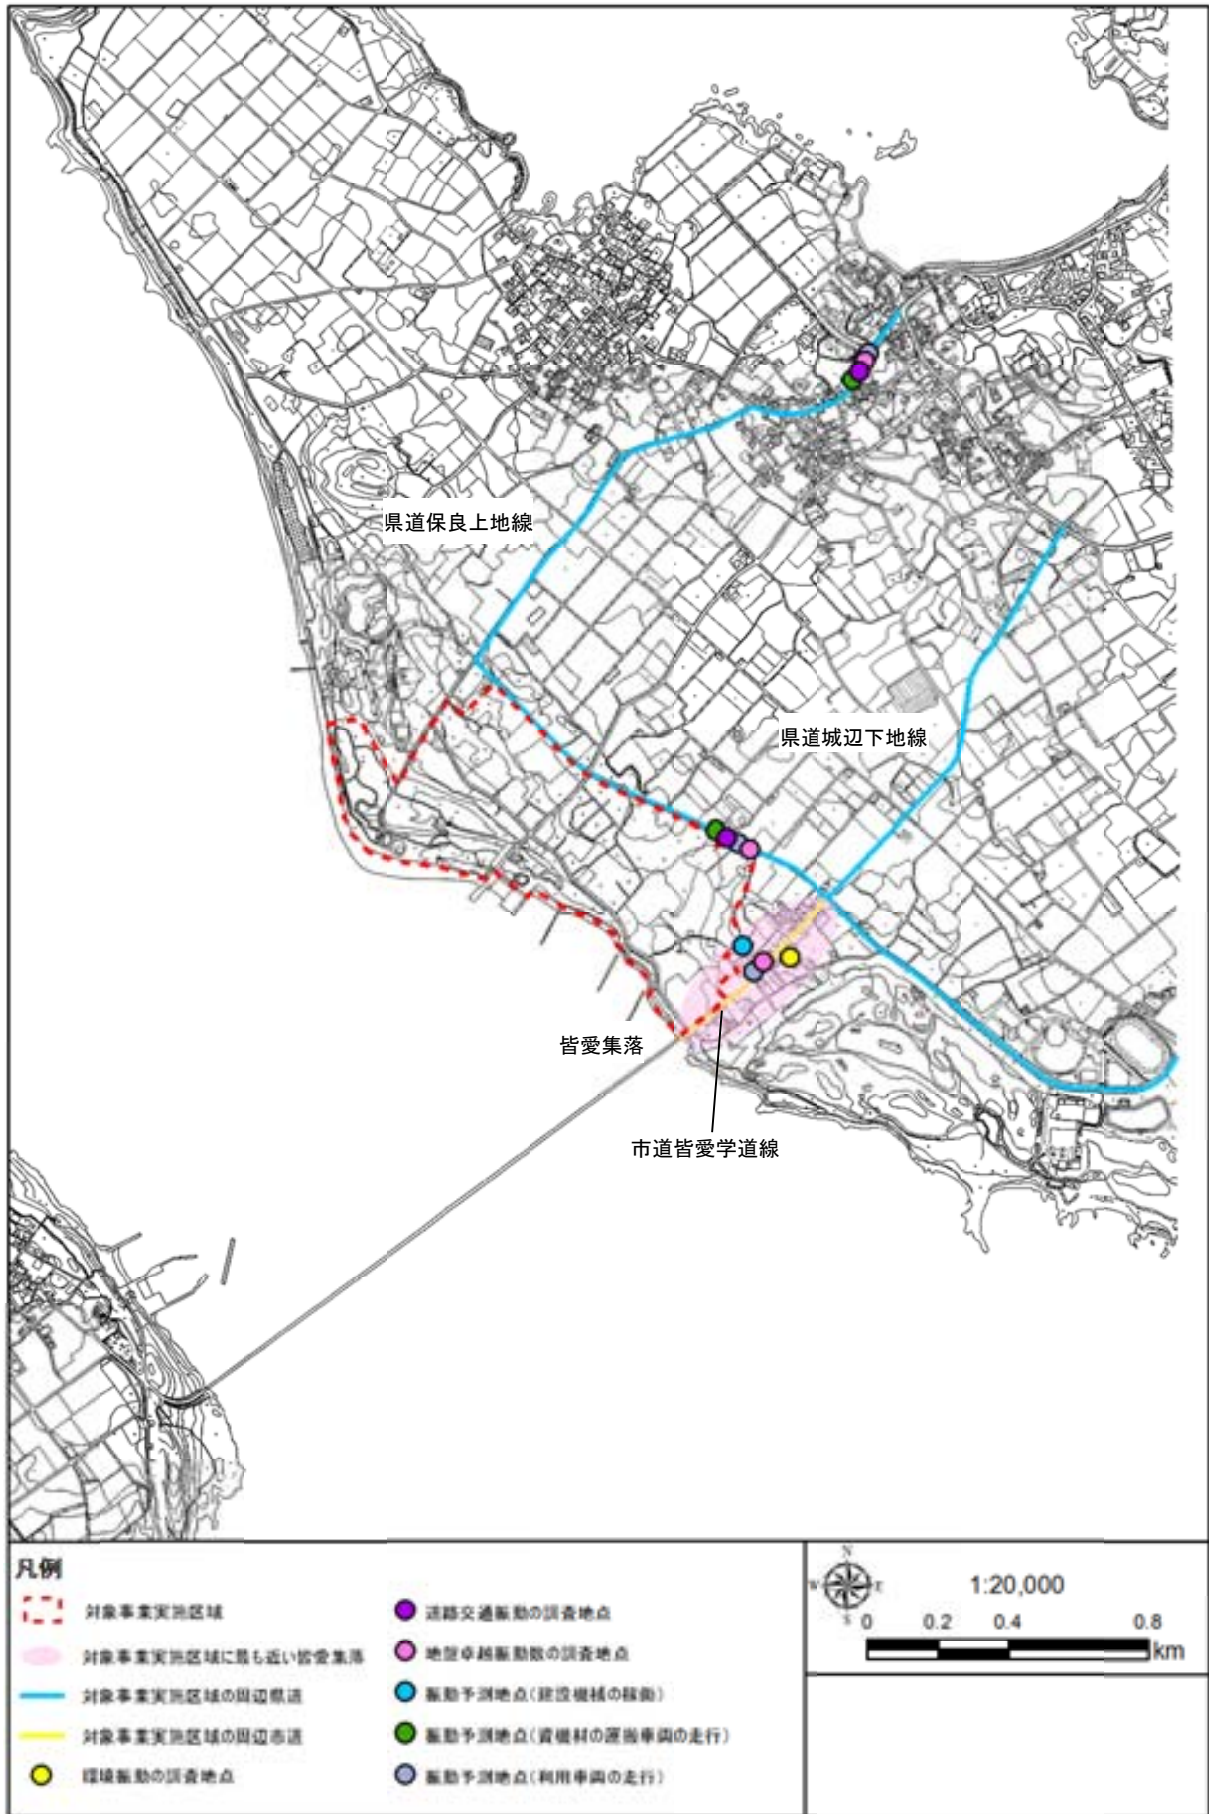 県道保良上地線
県道城辺下地線
皆愛集落
市道皆愛学道線
凡例
対象事業実施区域
対象事業実施区域に最も近い皆愛集落
対象事業実施区域の周辺県道
対象事業実施区域の周辺市道
環境振動の調査地点
道路交通振動の調査地点
地盤卓越振動数の調査地点
振動予測地点(建設機械の稼働)
振動予測地点(資機材の運搬車両の走行)
振動予測地点(利用車両の走行)
N
W
E
S
1:20,000
0 0.2 0.4 0.8
km